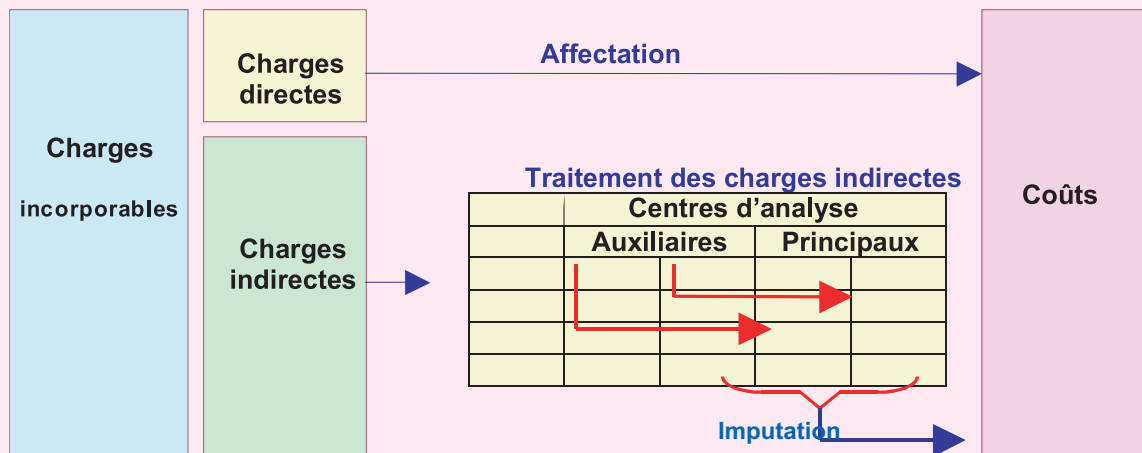 Charges
incorporables
Charges
directes
Charges
indirectes
Affectation
Traitement des charges indirectes
Centres d’analyse
Auxiliaires Principaux
Imputation
Coûts